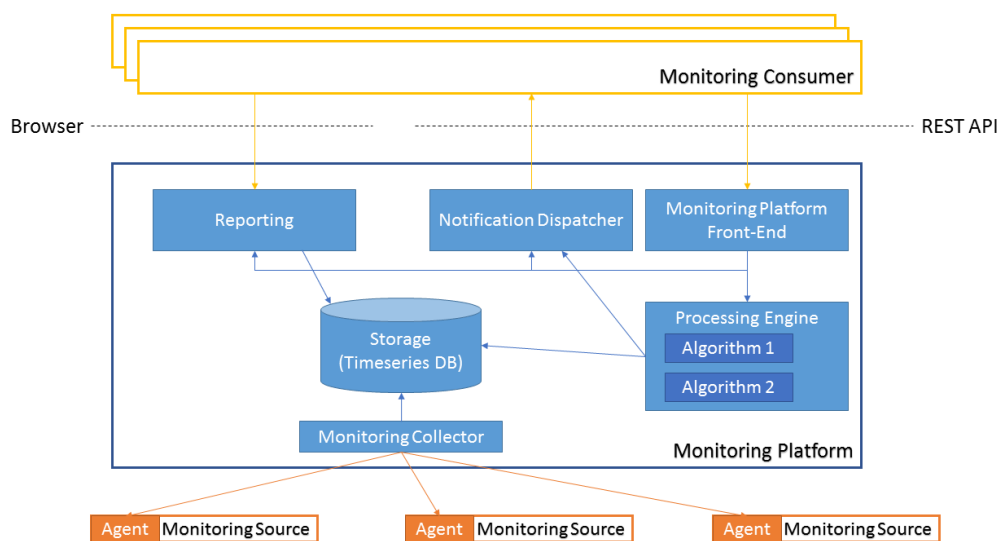 Monitoring Consumer
Browser
REST API
Reporting
Notification Dispatcher
Monitoring Platform
Front-End
Processing Engine
Algorithm 1
Algorithm 2
Storage
(Timeseries DB)
Monitoring Collector
Monitoring Platform
Agent Monitoring Source
Agent Monitoring Source
Agent Monitoring Source